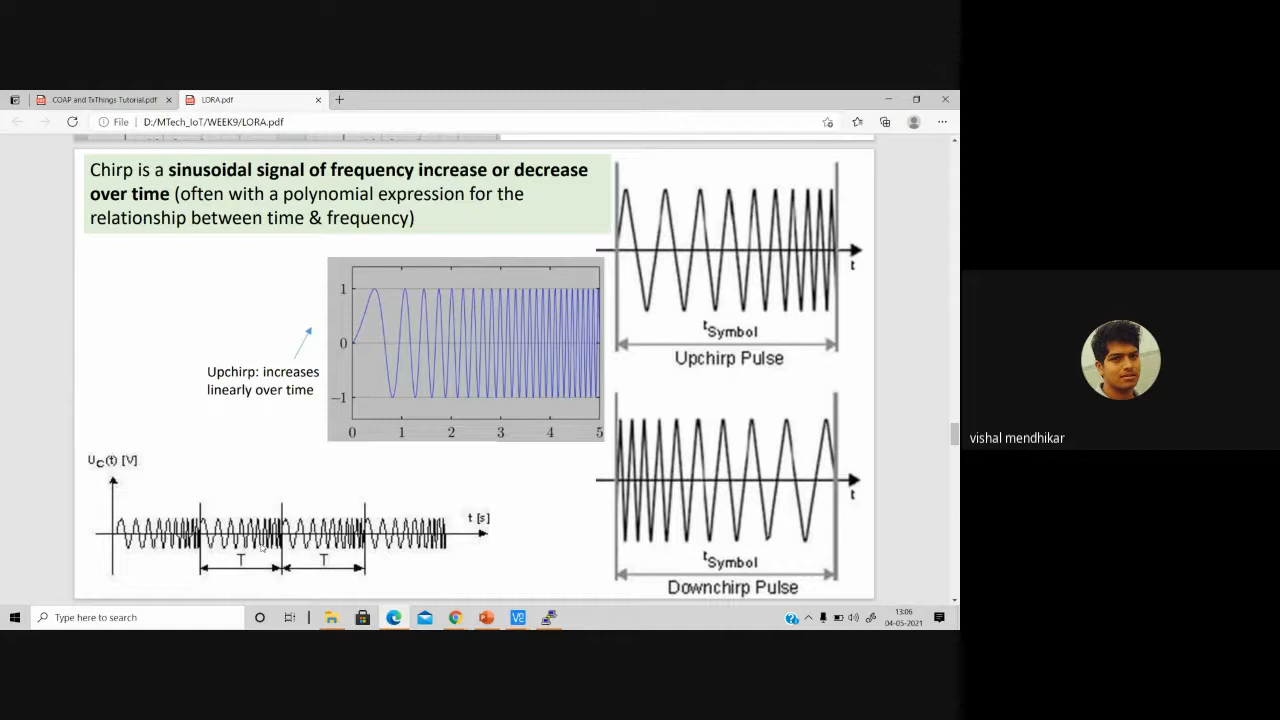 COAP and TxThings Tutorial.pdf
LORA.pdf
File
D:/MTech_IoT/WEEK9/LORA.pdf
Chirp is a sinusoidal signal of frequency increase or decrease
over time (often with a polynomial expression for the
relationship between time & frequency)
t
tSymbol
Upchirp Pulse
1
0
−1
0 1 2 3 4 5
Upchirp: increases
linearly over time
UC(t) [V]
t [s]
T T
t
tSymbol
Downchirp Pulse
vishal mendhikar
Type here to search
13:06
04-05-2021